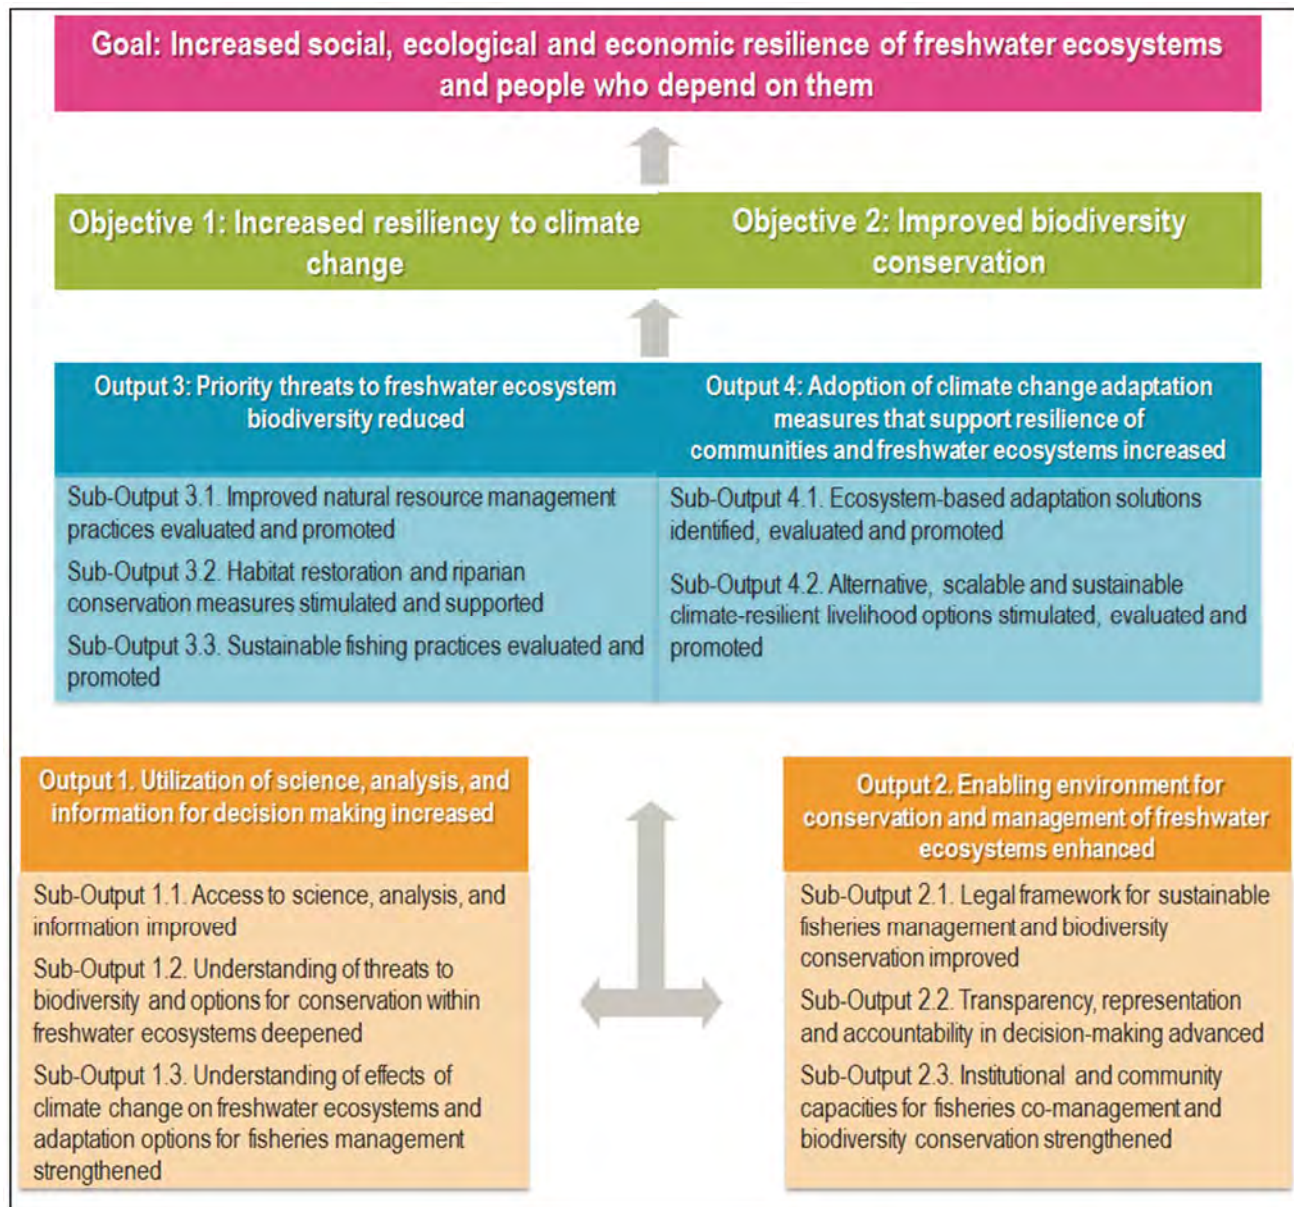 Goal: Increased social, ecological and economic resilience of freshwater ecosystems
and people who depend on them
Objective 1: Increased resiliency to climate
change
Objective 2: Improved biodiversity
conservation
Output 3: Priority threats to freshwater ecosystem
biodiversity reduced
Output 4: Adoption of climate change adaptation
measures that support resilience of
communities and freshwater ecosystems increased
Sub-Output 3.1. Improved natural resource management
practices evaluated and promoted
Sub-Output 3.2. Habitat restoration and riparian
conservation measures stimulated and supported
Sub-Output 3.3. Sustainable fishing practices evaluated and
promoted
Sub-Output 4.1. Ecosystem-based adaptation solutions
identified, evaluated and promoted
Sub-Output 4.2. Alternative, scalable and sustainable
climate-resilient livelihood options stimulated, evaluated and
promoted
Output 1. Utilization of science, analysis, and
information for decision making increased
Sub-Output 1.1. Access to science, analysis, and
information improved
Sub-Output 1.2. Understanding of threats to
biodiversity and options for conservation within
freshwater ecosystems deepened
Sub-Output 1.3. Understanding of effects of
climate change on freshwater ecosystems and
adaptation options for fisheries management
strengthened
Output 2. Enabling environment for
conservation and management of freshwater
ecosystems enhanced
Sub-Output 2.1. Legal framework for sustainable
fisheries management and biodiversity
conservation improved
Sub-Output 2.2. Transparency, representation
and accountability in decision-making advanced
Sub-Output 2.3. Institutional and community
capacities for fisheries co-management and
biodiversity conservation strengthened